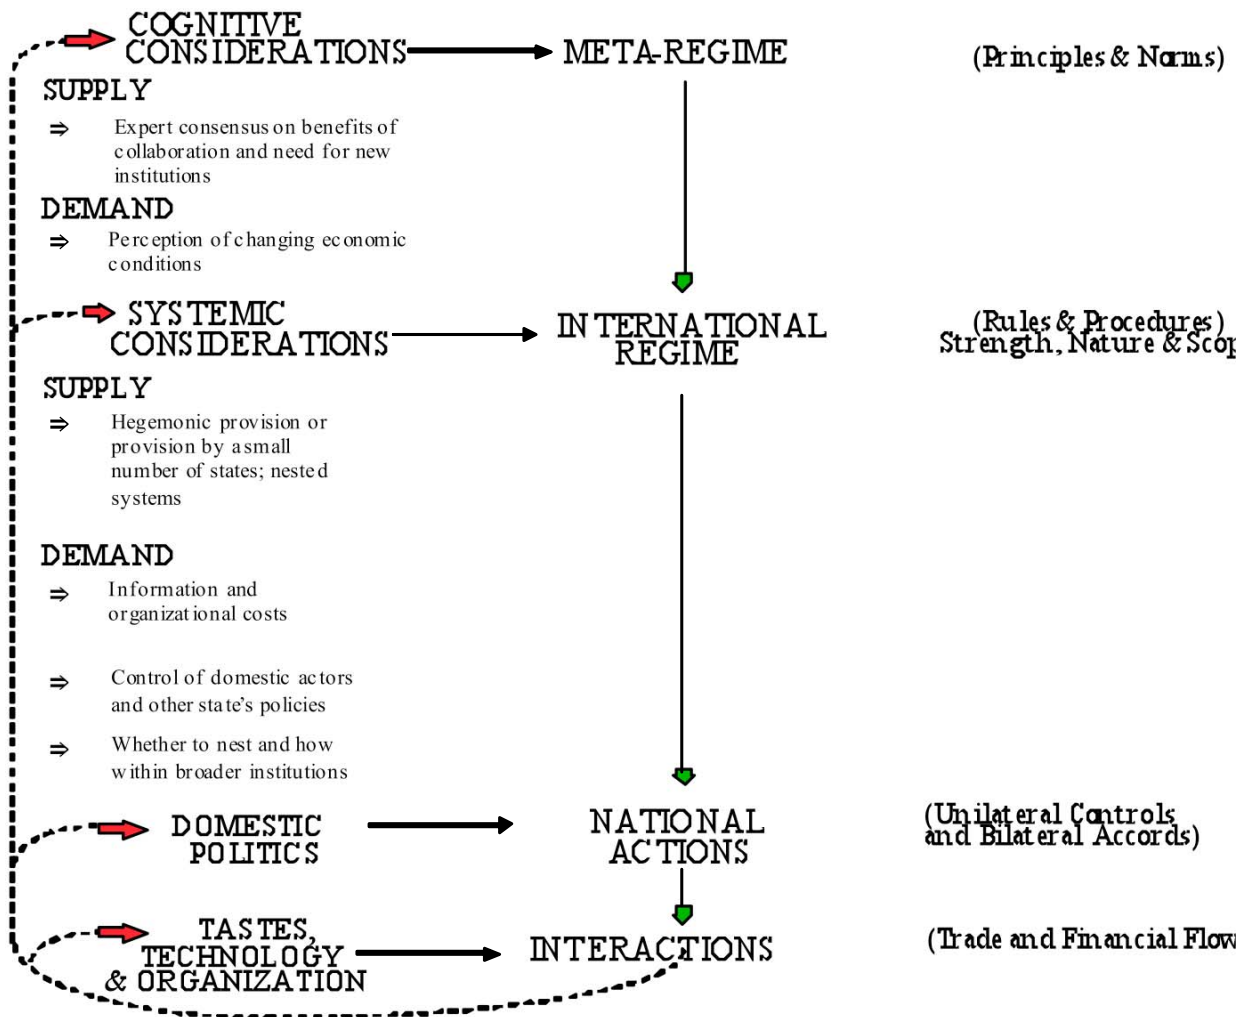 COGNITIVE
CONSIDERATIONS
META-REGIME
(Principles & Norms)
SUPPLY
⇒ Expert consensus on benefits of
collaboration and need for new
institutions
DEMAND
⇒ Perception of changing economic
conditions
SYSTEMIC
CONSIDERATIONS
INTERNATIONAL
REGIME
(Rules & Procedures)
Strength, Nature & Scop
SUPPLY
⇒ Hegemonic provision or
provision by a small
number of states; nested
systems
DEMAND
⇒ Information and
organizational costs
⇒ Control of domestic actors
and other state's policies
⇒ Whether to nest and how
within broader institutions
DOMESTIC
POLITICS
NATIONAL
ACTIONS
(Unilateral Controls
and Bilateral Accords)
TASTES,
TECHNOLOGY
& ORGANIZATION
INTERACTIONS
(Trade and Financial Flow